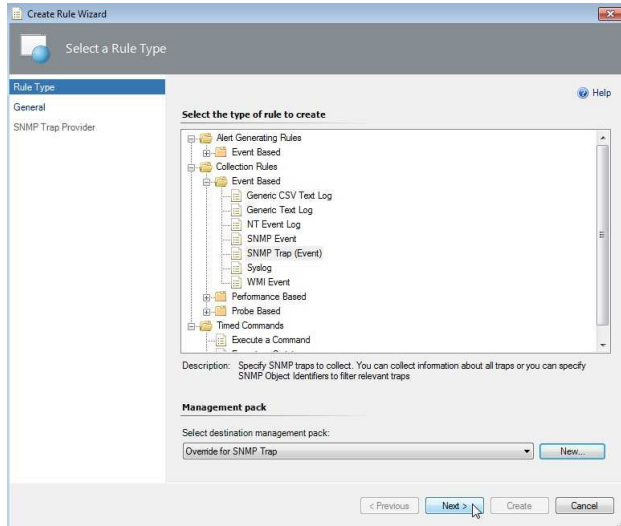 Create Rule Wizard
Select a Rule Type
Rule Type
General
SNMP Trap Provider
Help
Select the type of rule to create
Alert Generating Rules
Event Based
Collection Rules
Event Based
Generic CSV Text Log
Generic Text Log
NT Event Log
SNMP Event
SNMP Trap (Event)
Syslog
WMI Event
Performance Based
Probe Based
Timed Commands
Execute a Command
Description: Specify SNMP traps to collect. You can collect information about all traps or you can specify
SNMP Object Identifiers to filter relevant traps
Management pack
Select destination management pack:
Override for SNMP Trap
New...
< Previous
Next >
Create
Cancel